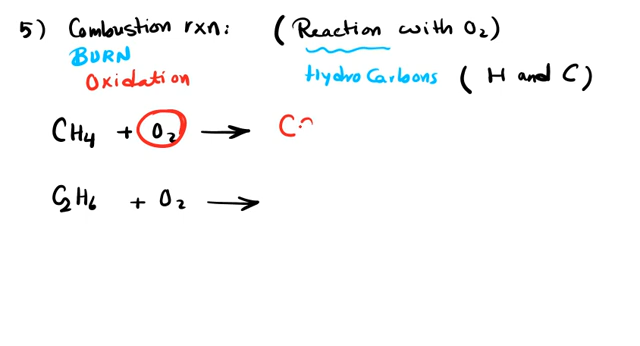 5) Combustion rxn: (Reaction with O₂)
BURN
Oxidation HydroCarbons (H and C)
CH₄ + O₂ → C
C₂H₆ + O₂ →